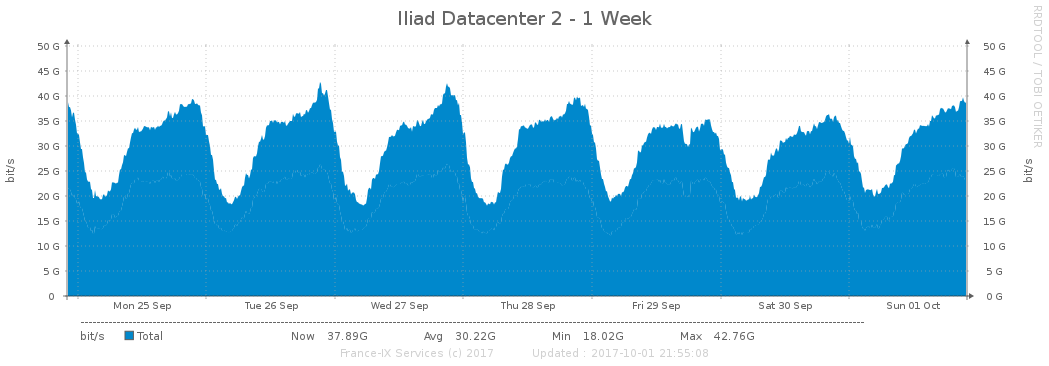 Iliad Datacenter 2 - 1 Week
RRDTOOL / TOBI OETIKER
bit/s
50 G
45 G
40 G
35 G
30 G
25 G
20 G
15 G
10 G
5 G
0
50 G
45 G
40 G
35 G
30 G
25 G
20 G
15 G
10 G
5 G
0 G
bit/s
Mon 25 Sep Tue 26 Sep Wed 27 Sep Thu 28 Sep Fri 29 Sep Sat 30 Sep Sun 01 Oct
bit/s Total Now 37.89G Avg 30.22G Min 18.02G Max 42.76G
France-IX Services (c) 2017 Updated : 2017-10-01 21:55:08